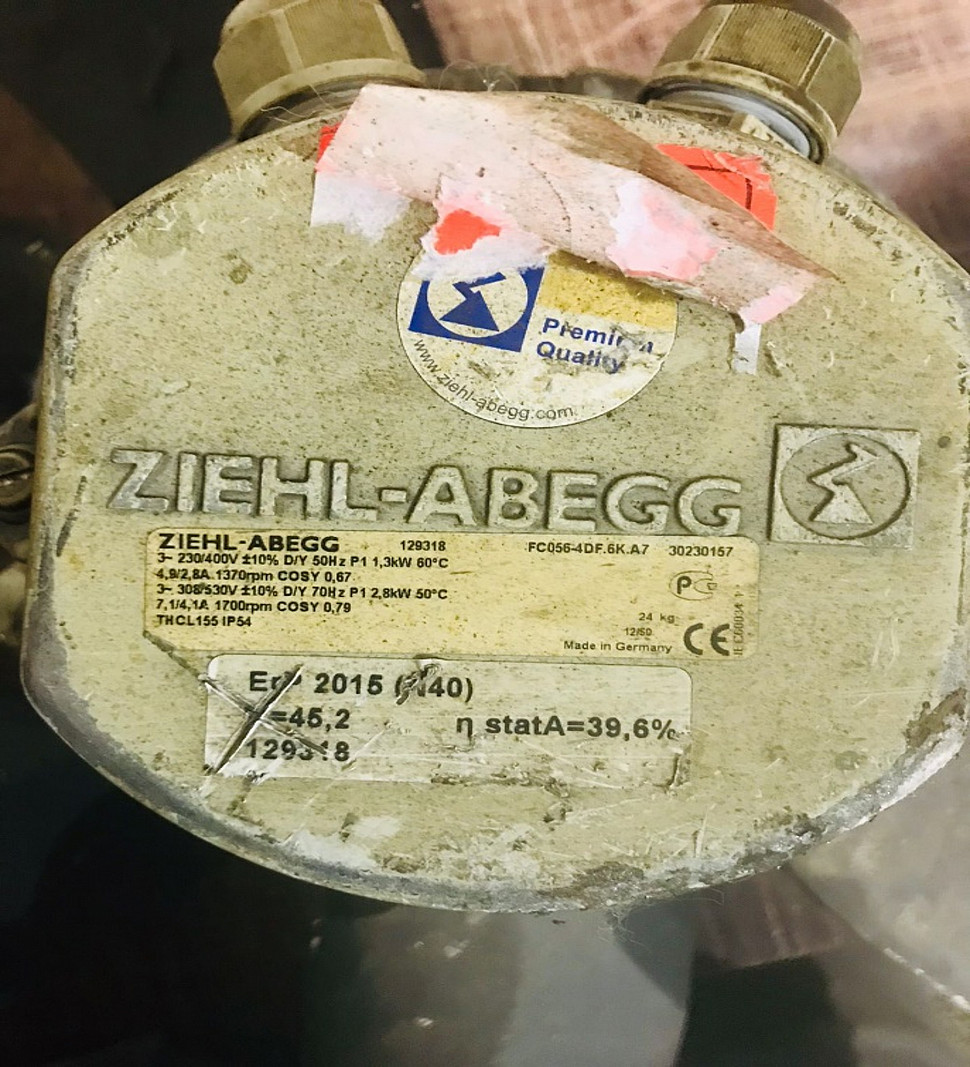 Premium
Quality
www.ziehl-abegg.com
ZIEHL-ABEGG
ZIEHL-ABEGG 129318 FC056-4DF.6K.A7 30230157
3~ 230/400V ±10% D/Y 50Hz P1 1,3kW 60°C
4,9/2,8A 1370rpm COSY 0,67
3~ 308/530V ±10% D/Y 70Hz P1 2,8kW 50°C
7,1/4,1A 1700rpm COSY 0,79
THCL155 IP54
24 kg
12/50
Made in Germany CE
ErP 2015
=45,2 η statA=39,6%
129318